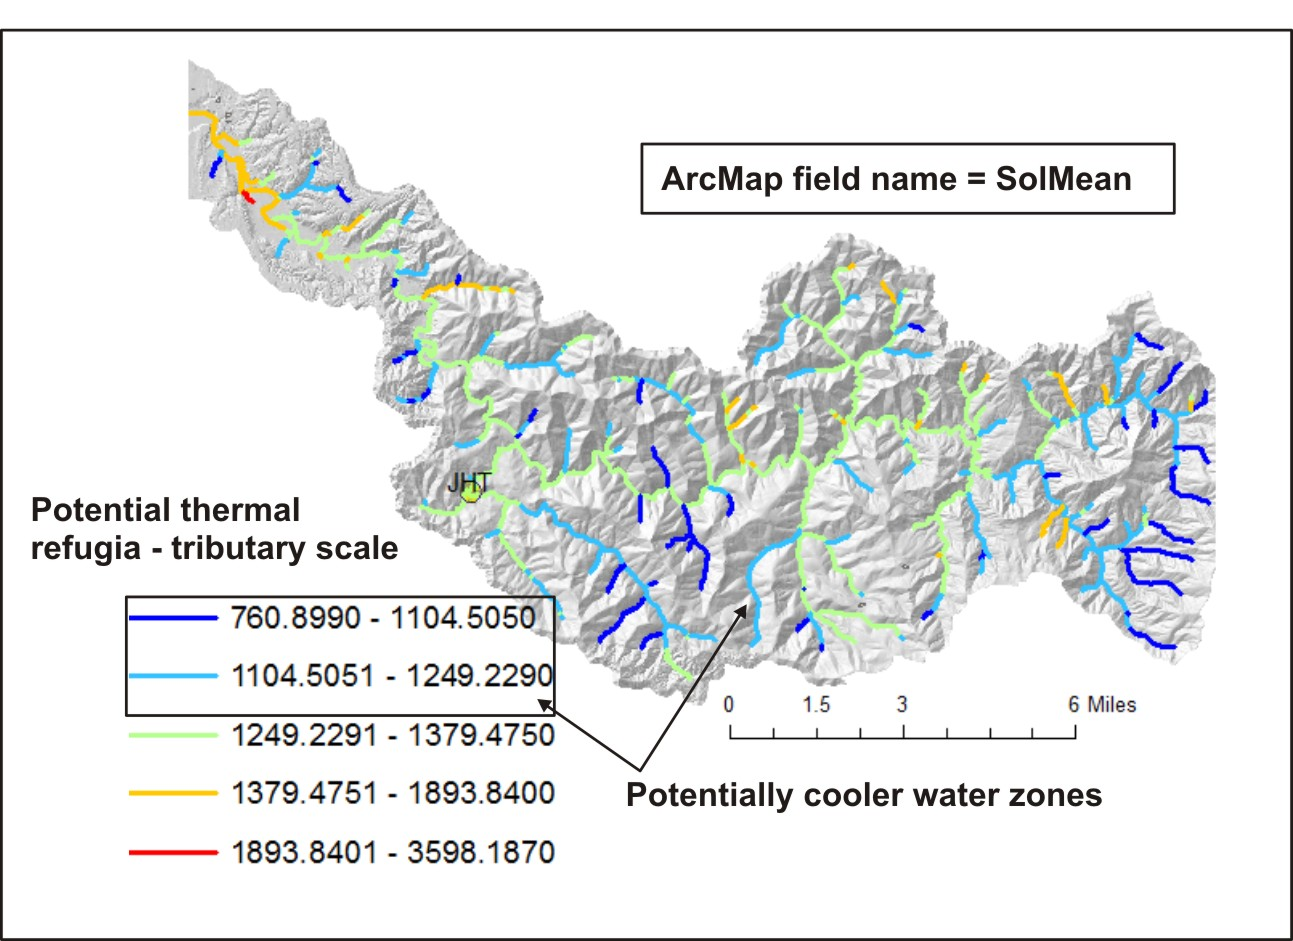 ArcMap field name = SolMean
JHT
Potential thermal
refugia - tributary scale
760.8990 - 1104.5050
1104.5051 - 1249.2290
1249.2291 - 1379.4750
1379.4751 - 1893.8400
1893.8401 - 3598.1870
0 1.5 3 6 Miles
Potentially cooler water zones